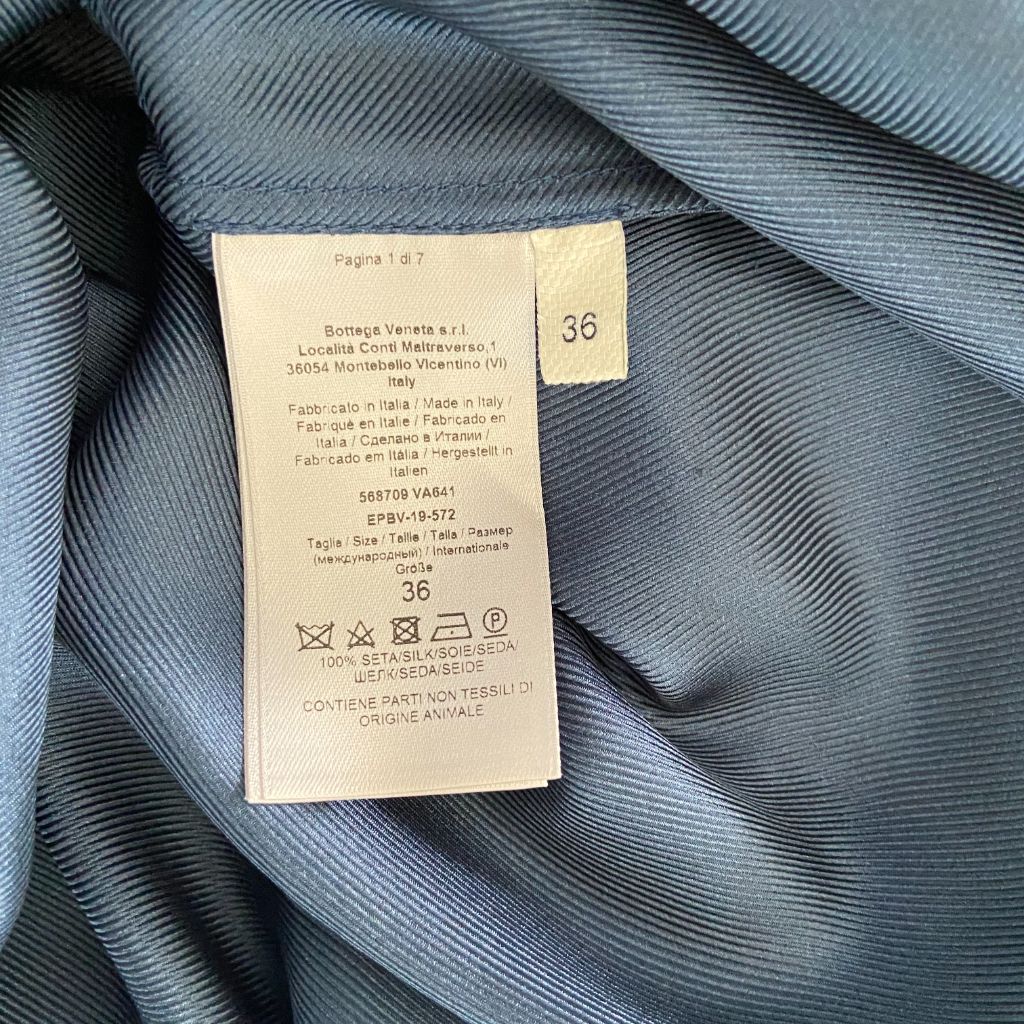 Pagina 1 di 7
36
Bottega Veneta s.r.l.
Località Conti Maltraverso,1
36054 Montebello Vicentino (VI)
Italy
Fabbricato in Italia / Made in Italy /
Fabriqué en Italie / Fabricado en
Italia / Сделано в Италии /
Fabricado em Itália / Hergestellt in
Italien
568709 VA641
EPBV-19-572
Taglia / Size / Taille / Talla / Размер
(международный) / Internationale
Größe
36
P
100% SETA/SILK/SOIE/SEDA/
ШЕЛК/SEDA/SEIDE
CONTIENE PARTI NON TESSILI DI
ORIGINE ANIMALE